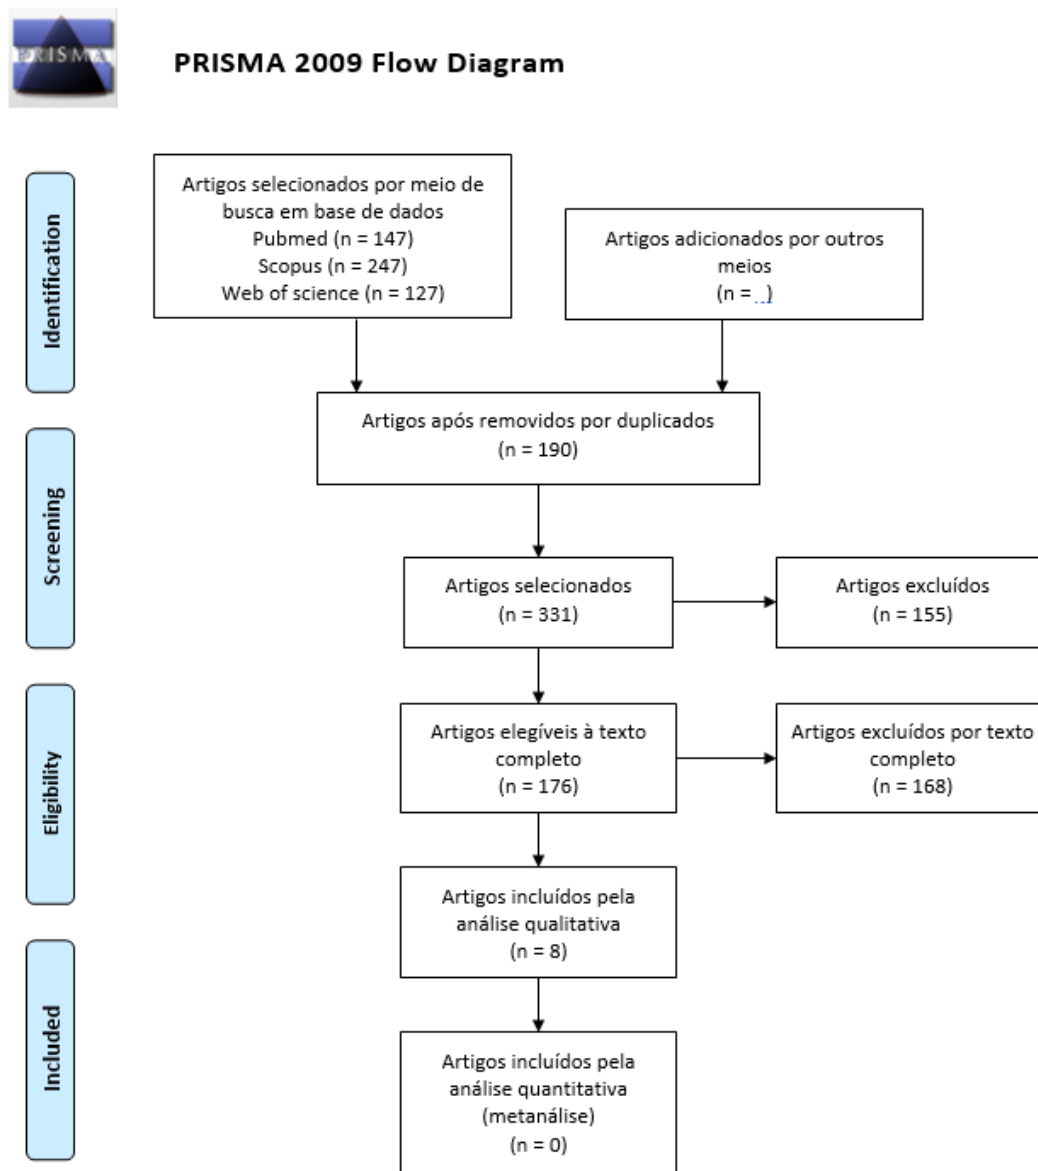 PRISMA
PRISMA 2009 Flow Diagram
Identification
Artigos selecionados por meio de
busca em base de dados
Pubmed (n = 147)
Scopus (n = 247)
Web of science (n = 127)
Artigos adicionados por outros
meios
(n = )
Artigos após removidos por duplicados
(n = 190)
Screening
Artigos selecionados
(n = 331)
Artigos excluídos
(n = 155)
Eligibility
Artigos elegíveis à texto
completo
(n = 176)
Artigos excluídos por texto
completo
(n = 168)
Artigos incluídos pela
análise qualitativa
(n = 8)
Included
Artigos incluídos pela
análise quantitativa
(metanálise)
(n = 0)